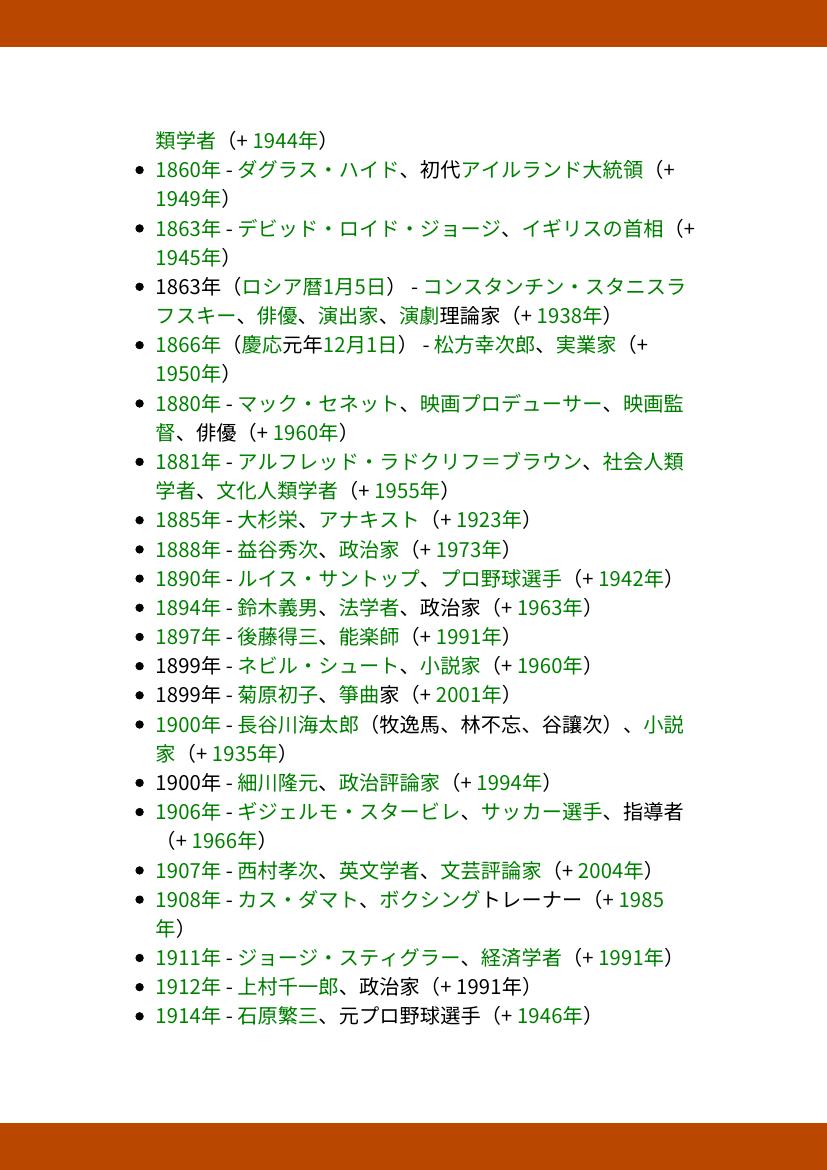 類学者（+ 1944年）
• 1860年 - ダグラス・ハイド、初代アイルランド大統領（+
1949年）
• 1863年 - デビッド・ロイド・ジョージ、イギリスの首相（+
1945年）
• 1863年（ロシア暦1月5日） - コンスタンチン・スタニスラ
フスキー、俳優、演出家、演劇理論家（+ 1938年）
• 1866年（慶応元年12月1日） - 松方幸次郎、実業家（+
1950年）
• 1880年 - マック・セネット、映画プロデューサー、映画監
督、俳優（+ 1960年）
• 1881年 - アルフレッド・ラドクリフ＝ブラウン、社会人類
学者、文化人類学者（+ 1955年）
• 1885年 - 大杉栄、アナキスト（+ 1923年）
• 1888年 - 益谷秀次、政治家（+ 1973年）
• 1890年 - ルイス・サントップ、プロ野球選手（+ 1942年）
• 1894年 - 鈴木義男、法学者、政治家（+ 1963年）
• 1897年 - 後藤得三、能楽師（+ 1991年）
• 1899年 - ネビル・シュート、小説家（+ 1960年）
• 1899年 - 菊原初子、箏曲家（+ 2001年）
• 1900年 - 長谷川海太郎（牧逸馬、林不忘、谷譲次）、小説
家（+ 1935年）
• 1900年 - 細川隆元、政治評論家（+ 1994年）
• 1906年 - ギジェルモ・スタービレ、サッカー選手、指導者
（+ 1966年）
• 1907年 - 西村孝次、英文学者、文芸評論家（+ 2004年）
• 1908年 - カス・ダマト、ボクシングトレーナー（+ 1985
年）
• 1911年 - ジョージ・スティグラー、経済学者（+ 1991年）
• 1912年 - 上村千一郎、政治家（+ 1991年）
• 1914年 - 石原繁三、元プロ野球選手（+ 1946年）